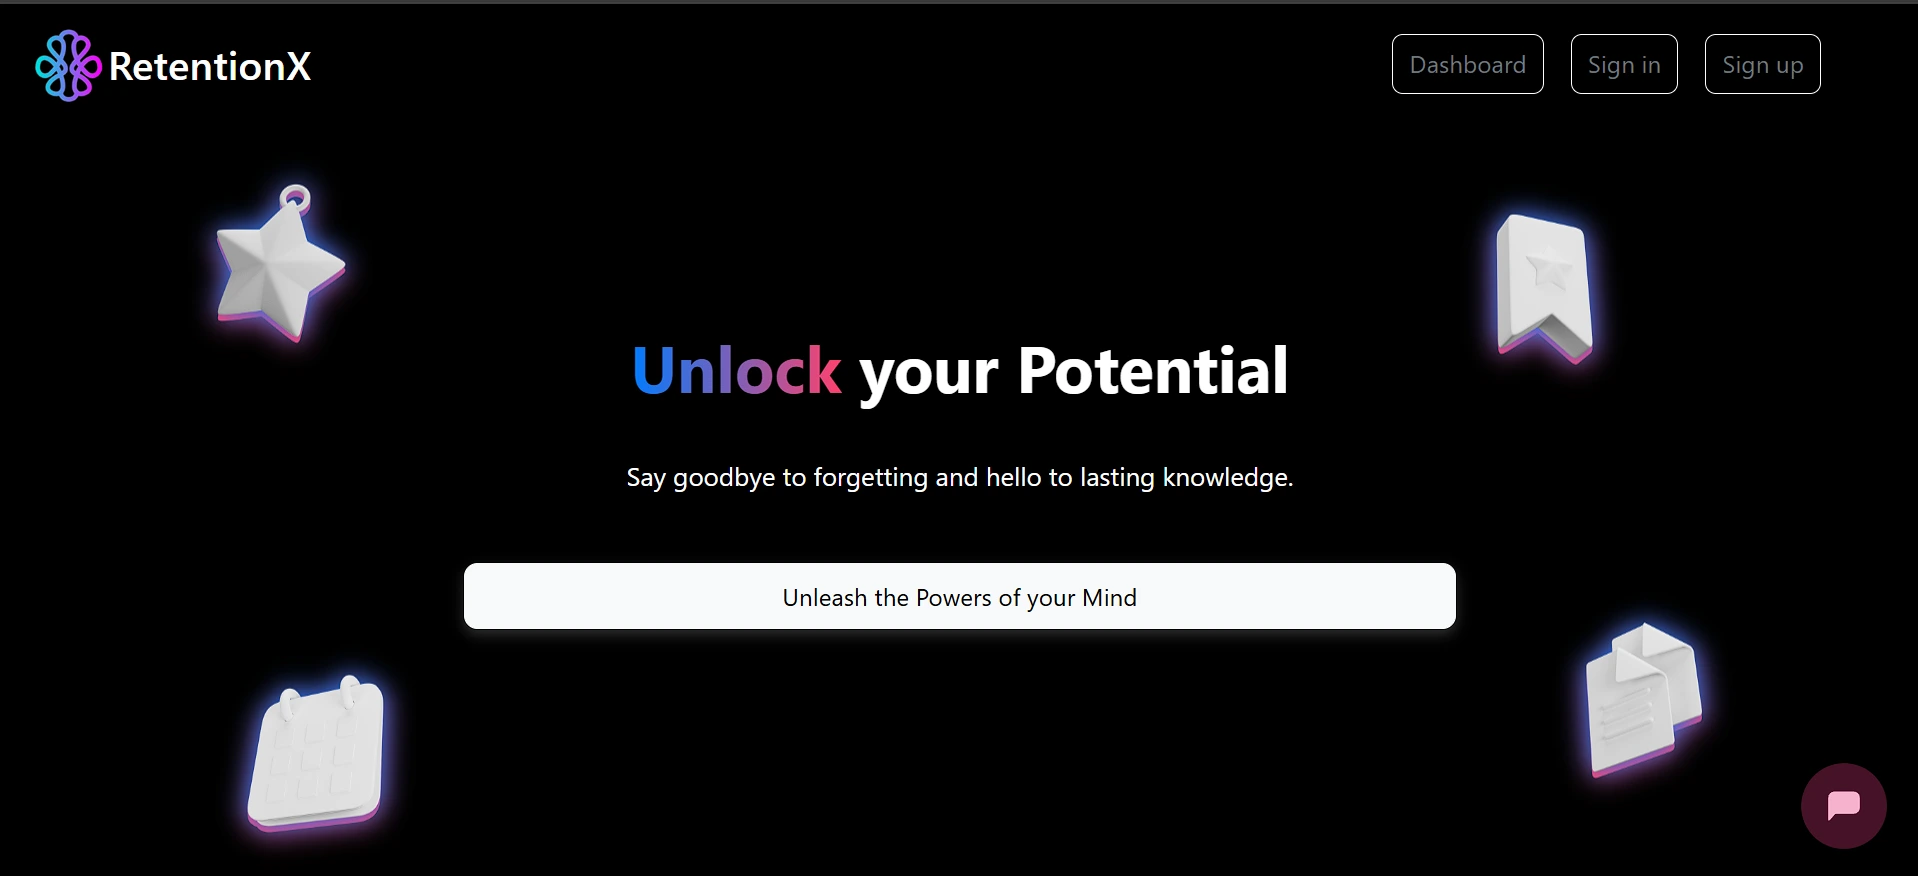 RetentionX
Dashboard
Sign in
Sign up
Unlock your Potential
Say goodbye to forgetting and hello to lasting knowledge.
Unleash the Powers of your Mind